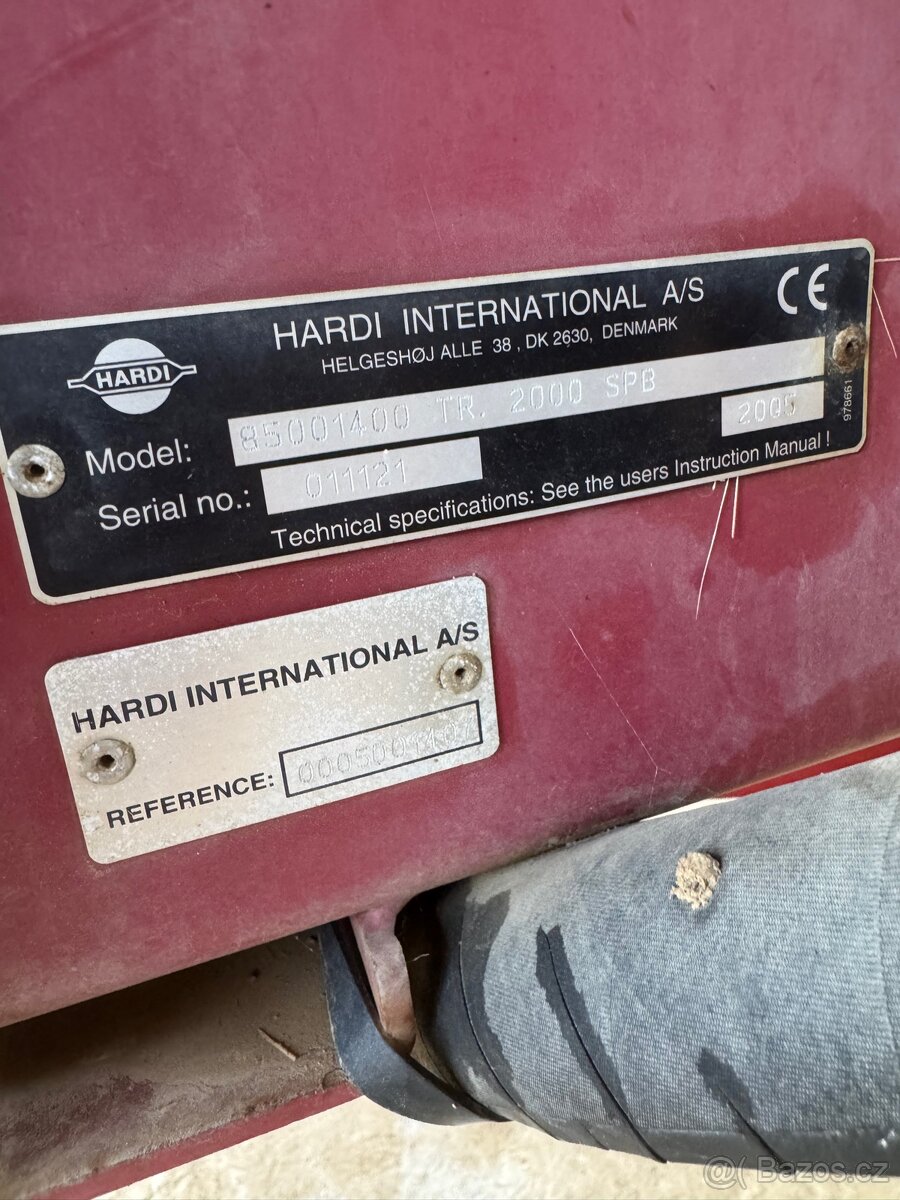 HARDI INTERNATIONAL A/S
HELGESHØJ ALLE 38 , DK 2630, DENMARK
CE
HARDI
Model: 85001400 TR. 2000 SPB
2005
Serial no.: 011121
Technical specifications: See the users Instruction Manual !
978661
HARDI INTERNATIONAL A/S
REFERENCE:
@( Bazos.cz